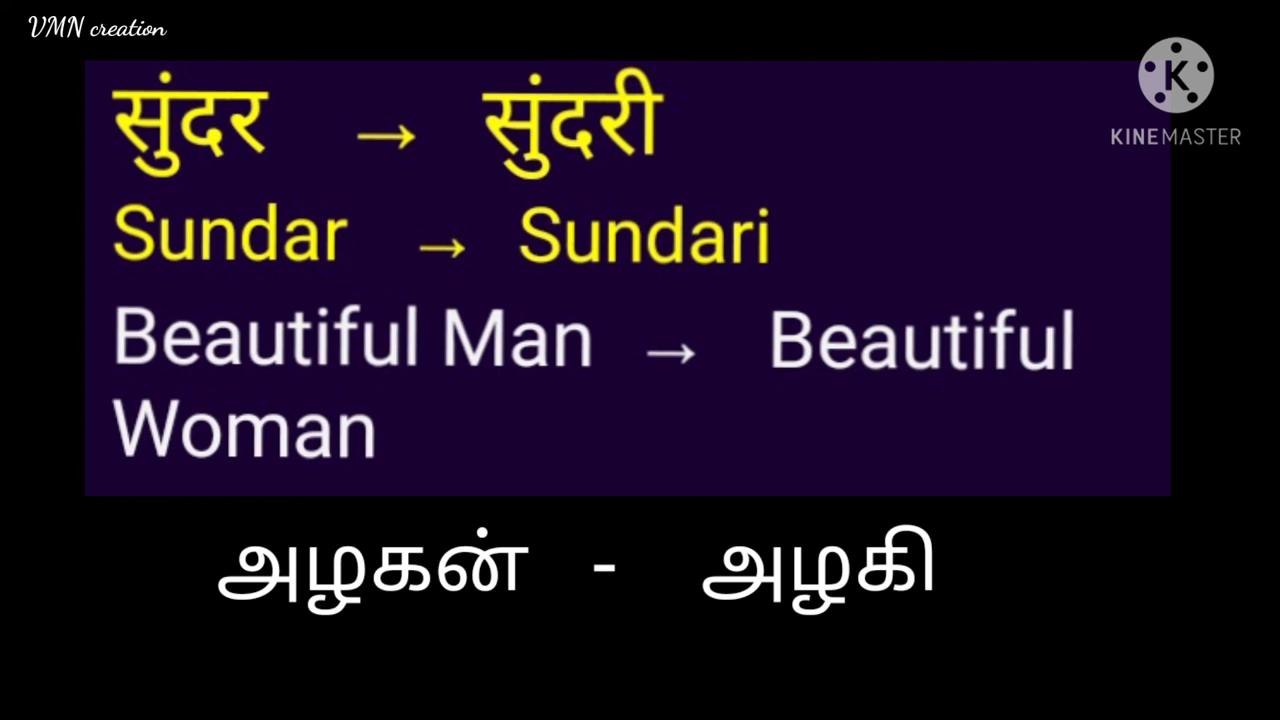 VMN creation
K
KINEMASTER
सुंदर → सुंदरी
Sundar → Sundari
Beautiful Man → Beautiful
Woman
அழகன் - அழகி